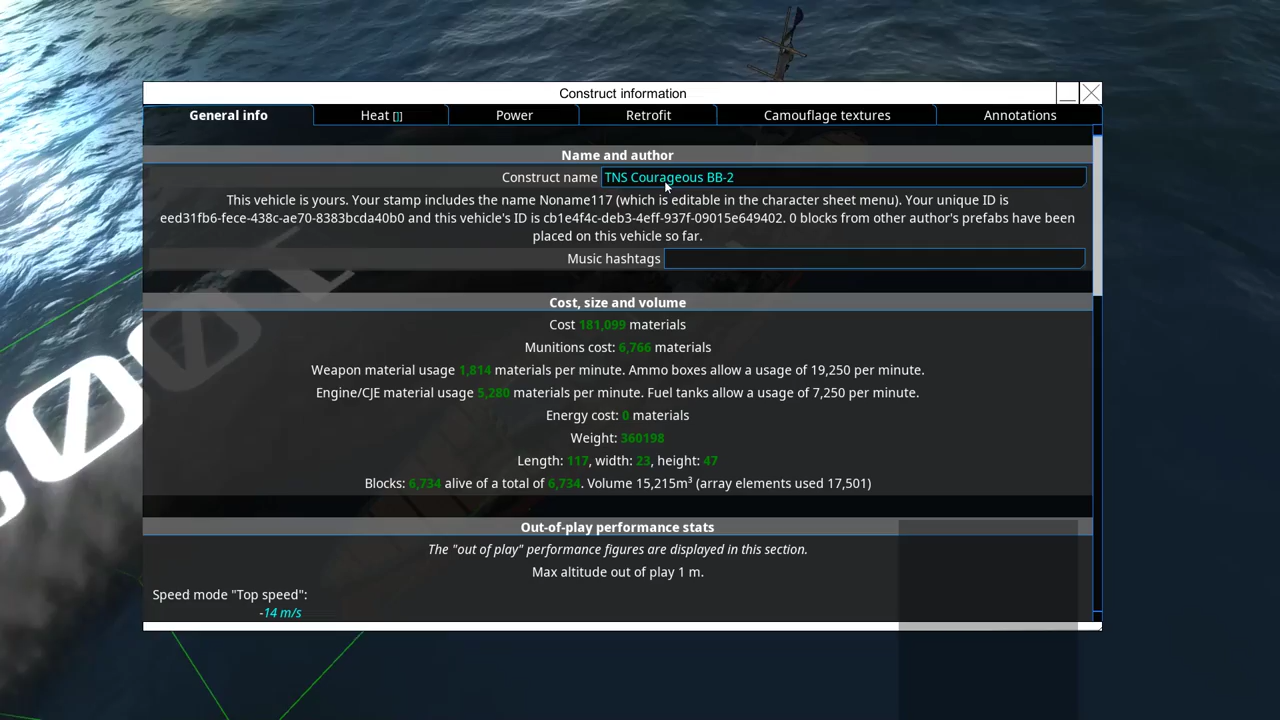 Construct information
General info
Heat []
Power
Retrofit
Camouflage textures
Annotations
Name and author
Construct name TNS Courageous BB-2
This vehicle is yours. Your stamp includes the name Noname117 (which is editable in the character sheet menu). Your unique ID is
eed31fb6-fece-438c-ae70-8383bcda40b0 and this vehicle's ID is cb1e4f4c-deb3-4eff-937f-09015e649402. 0 blocks from other author's prefabs have been
placed on this vehicle so far.
Music hashtags
Cost, size and volume
Cost 181,099 materials
Munitions cost: 6,766 materials
Weapon material usage 1,814 materials per minute. Ammo boxes allow a usage of 19,250 per minute.
Engine/CJE material usage 5,280 materials per minute. Fuel tanks allow a usage of 7,250 per minute.
Energy cost: 0 materials
Weight: 360198
Length: 117, width: 23, height: 47
Blocks: 6,734 alive of a total of 6,734. Volume 15,215m³ (array elements used 17,501)
Out-of-play performance stats
The "out of play" performance figures are displayed in this section.
Max altitude out of play 1 m.
Speed mode "Top speed":
-14 m/s